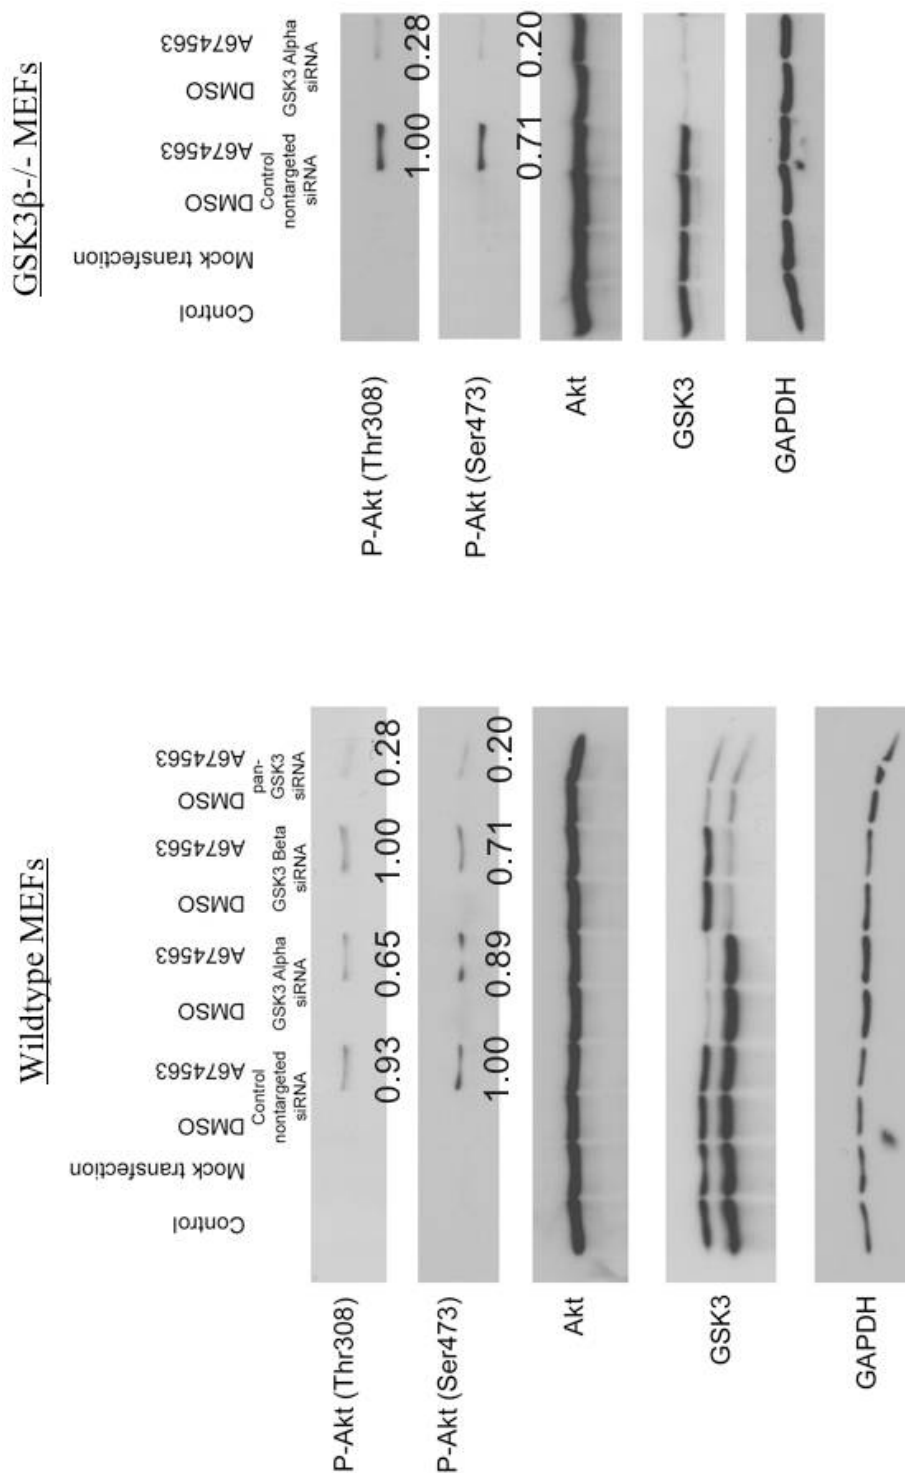 Wildtype MEFs
Control
Mock transfection
DMSO
A674563
DMSO
A674563
DMSO
A674563
DMSO
A674563
Control
nontargeted
siRNA
GSK3 Alpha
siRNA
GSK3 Beta
siRNA
pan-
GSK3
siRNA
P-Akt (Thr308)
0.93 0.65 1.00 0.28
P-Akt (Ser473)
1.00 0.89 0.71 0.20
Akt
GSK3
GAPDH
GSK3β-/- MEFs
Control
Mock transfection
DMSO
A674563
DMSO
A674563
Control
nontargeted
siRNA
GSK3 Alpha
siRNA
P-Akt (Thr308)
1.00 0.28
P-Akt (Ser473)
0.71 0.20
Akt
GSK3
GAPDH